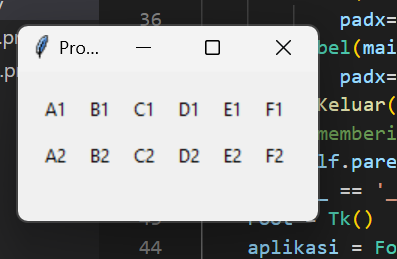 36 padx=
Pro...
bel(mai
padx=
A1 B1 C1 D1 E1 F1
Keluar(
memberi
A2 B2 C2 D2 E2 F2
lf.pare
== '_
Tk()
44 aplikasi = Fo